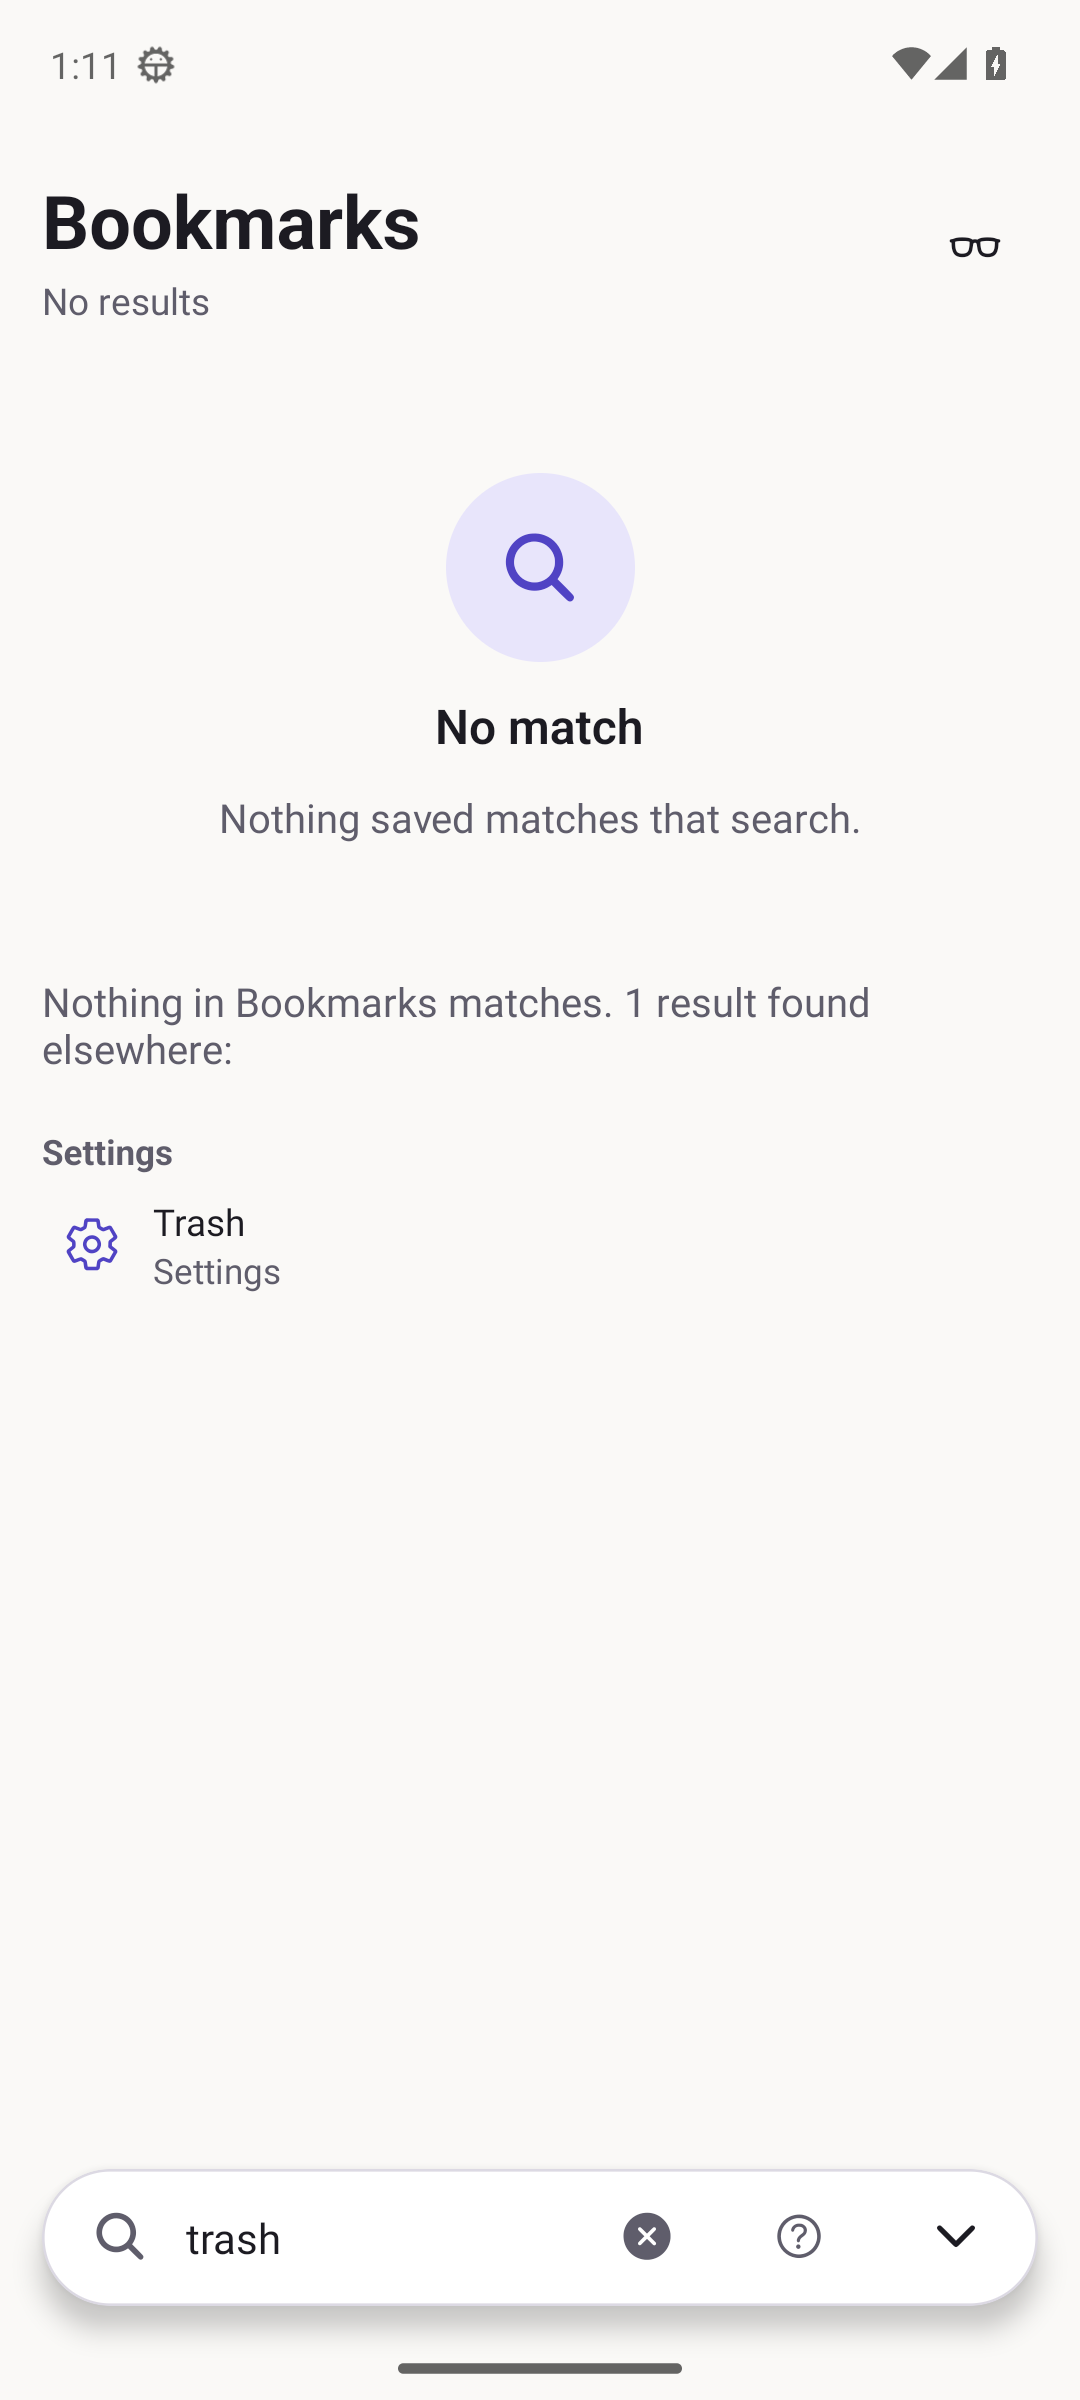 1:11
Bookmarks
No results
No match
Nothing saved matches that search.
Nothing in Bookmarks matches. 1 result found
elsewhere:
Settings
Trash
Settings
trash